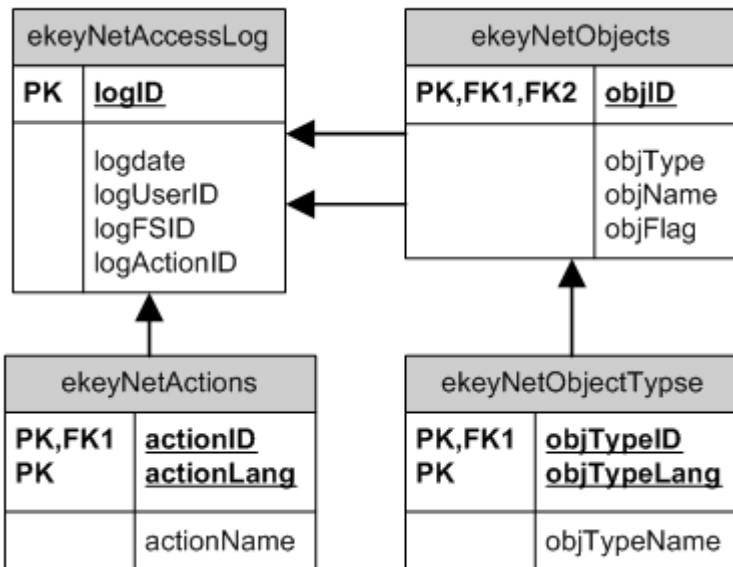 ekeyNetAccessLog
PK logID
logdate
logUserID
logFSID
logActionID
ekeyNetObjects
PK,FK1,FK2 objID
objType
objName
objFlag
ekeyNetActions
PK,FK1 actionID
PK actionLang
actionName
ekeyNetObjectTypse
PK,FK1 objTypeID
PK objTypeLang
objTypeName